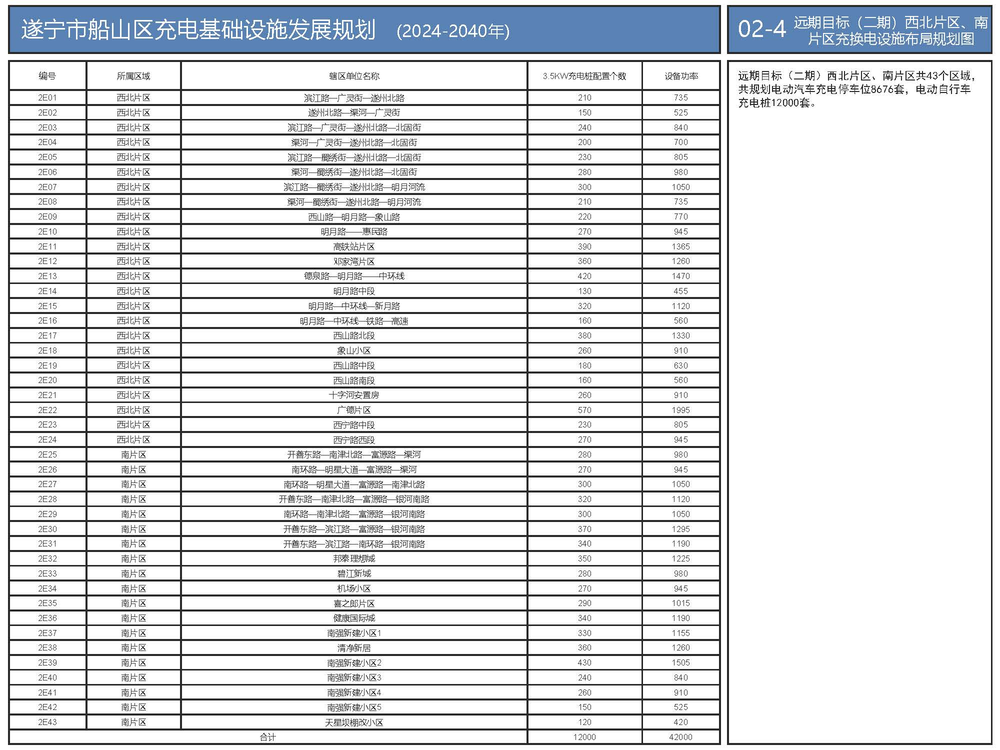 遂宁市船山区充电基础设施发展规划 (2024-2040年)
02-4 远期目标（二期）西北片区、南
片区充换电设施布局规划图
编号 所属区域 辖区单位名称 3.5KW充电桩配置个数 设备功率
2E01 西北片区 滨江路—广灵街—遂州北路 210 735
2E02 西北片区 遂州北路—渠河—广灵街 150 525
2E03 西北片区 滨江路—广灵街—遂州北路—北固街 240 840
2E04 西北片区 渠河—广灵街—遂州北路—北固街 200 700
2E05 西北片区 滨江路—蜀绣街—遂州北路—北固街 230 805
2E06 西北片区 渠河—蜀绣街—遂州北路—北固街 280 980
2E07 西北片区 滨江路—蜀绣街—遂州北路—明月河流 300 1050
2E08 西北片区 渠河—蜀绣街—遂州北路—明月河流 210 735
2E09 西北片区 西山路—明月路—象山路 220 770
2E10 西北片区 明月路——惠民路 270 945
2E11 西北片区 高铁站片区 390 1365
2E12 西北片区 邓家湾片区 360 1260
2E13 西北片区 德泉路—明月路——中环线 420 1470
2E14 西北片区 明月路中段 130 455
2E15 西北片区 明月路—中环线—新月路 320 1120
2E16 西北片区 明月路—中环线—铁路—高速 160 560
2E17 西北片区 西山路北段 380 1330
2E18 西北片区 象山小区 260 910
2E19 西北片区 西山路中段 180 630
2E20 西北片区 西山路南段 160 560
2E21 西北片区 十字河安置房 260 910
2E22 西北片区 广德片区 570 1995
2E23 西北片区 西宁路中段 230 805
2E24 西北片区 西宁路西段 270 945
2E25 南片区 开善东路—南津北路—富源路—渠河 280 980
2E26 南片区 南环路—明星大道—富源路—渠河 270 945
2E27 南片区 南环路—明星大道—富源路—南津北路 300 1050
2E28 南片区 开善东路—南津北路—富源路—银河南路 320 1120
2E29 南片区 南环路—南津北路—富源路—银河南路 300 1050
2E30 南片区 开善东路—滨江路—富源路—银河南路 370 1295
2E31 南片区 开善东路—滨江路—南环路—银河南路 340 1190
2E32 南片区 邦泰理想城 350 1225
2E33 南片区 碧江新城 280 980
2E34 南片区 机场小区 270 945
2E35 南片区 喜之郎片区 290 1015
2E36 南片区 健康国际城 340 1190
2E37 南片区 南强新建小区1 330 1155
2E38 南片区 清净新居 360 1260
2E39 南片区 南强新建小区2 430 1505
2E40 南片区 南强新建小区3 240 840
2E41 南片区 南强新建小区4 260 910
2E42 南片区 南强新建小区5 150 525
2E43 南片区 天星坝棚改小区 120 420
合计 12000 42000
远期目标（二期）西北片区、南片区共43个区域，
共规划电动汽车充电停车位8676套，电动自行车
充电桩12000套。